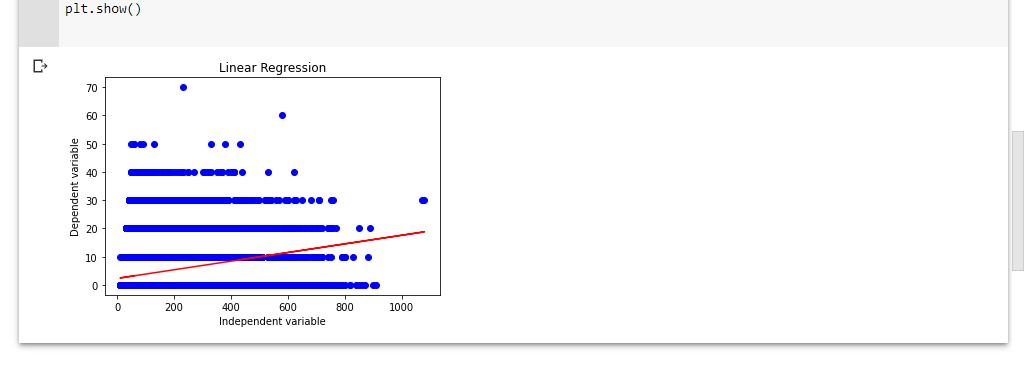 plt.show()
Linear Regression
70
60
50
40
30
20
10
0
Dependent variable
0 200 400 600 800 1000
Independent variable